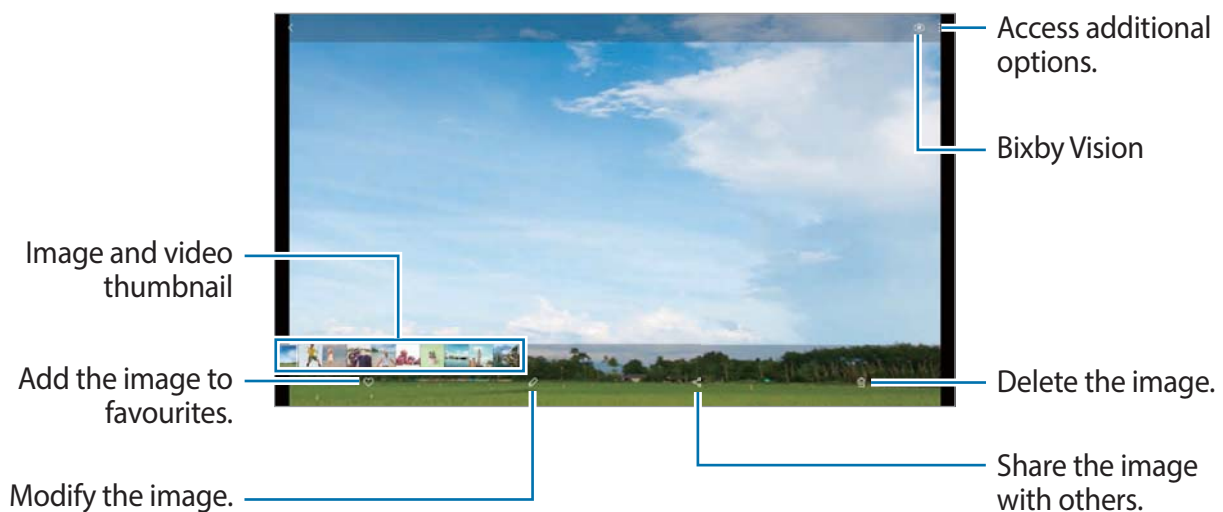 Access additional
options.
Bixby Vision
Image and video
thumbnail
Add the image to
favourites.
Delete the image.
Modify the image.
Share the image
with others.